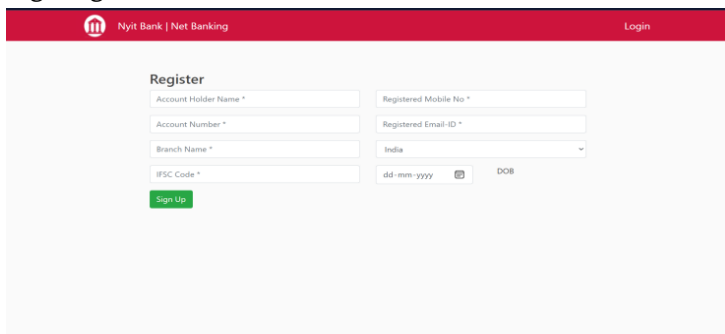 Nyit Bank | Net Banking Login
Register
Account Holder Name * Registered Mobile No *
Account Number * Registered Email-ID *
Branch Name * India
IFSC Code * dd-mm-yyyy DOB
Sign Up